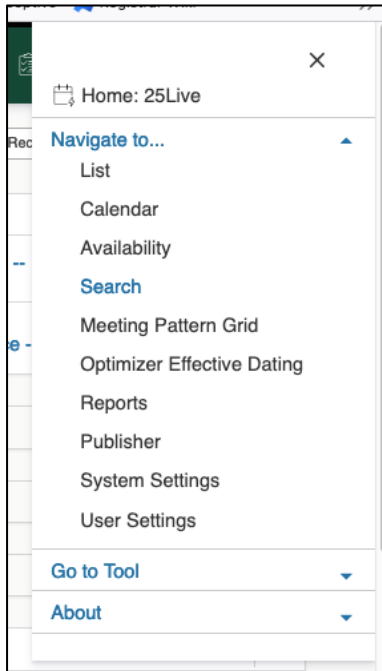 Home: 25Live
Rec
Navigate to...
List
Calendar
Availability
--
Search
Meeting Pattern Grid
e -
Optimizer Effective Dating
Reports
Publisher
System Settings
User Settings
Go to Tool
About